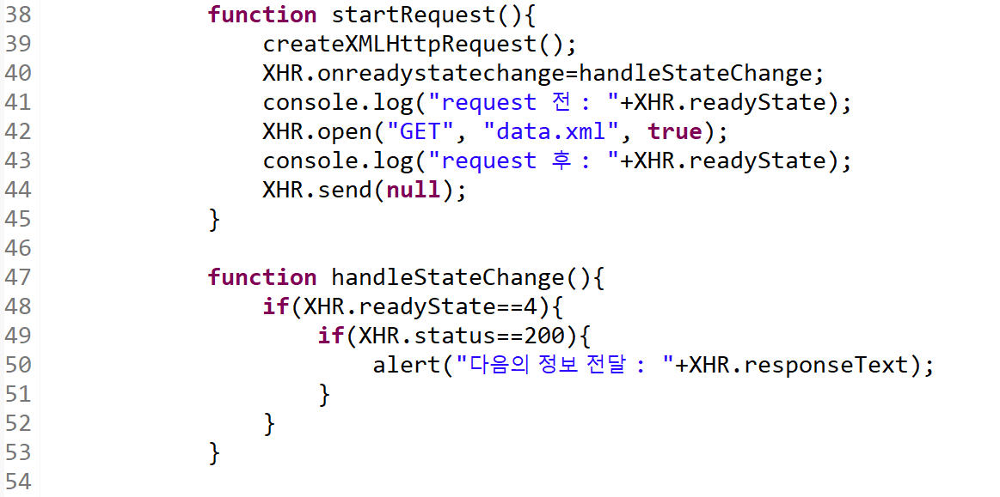 38 function startRequest(){
39 createXMLHttpRequest();
40 XHR.onreadystatechange=handleStateChange;
41 console.log("request 전 : "+XHR.readyState);
42 XHR.open("GET", "data.xml", true);
43 console.log("request 후 : "+XHR.readyState);
44 XHR.send(null);
45 }
46
47 function handleStateChange(){
48 if(XHR.readyState==4){
49 if(XHR.status==200){
50 alert("다음의 정보 전달 : "+XHR.responseText);
51 }
52 }
53 }
54